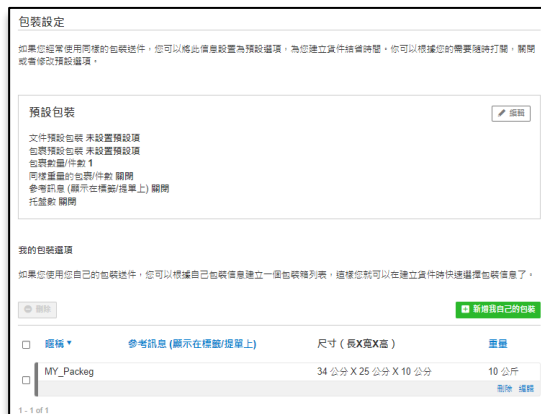 包裝設定
如果您經常使用同樣的包裝送件，您可以將此信息設置為預設選項，為您建立貨件結省時間。你可以根據您的需要隨時打開，關閉
或者修改預設選項。
預設包裝
編輯
文件預設包裝 未設置預設項
包裹預設包裝 未設置預設項
包裹數量/件數 1
同樣重量的包裹/件數 關閉
參考訊息 (顯示在標籤/提單上) 關閉
托盤數 關閉
我的包裝選項
如果您使用您自己的包裝送件，您可以根據自己包裝信息建立一個包裝箱列表，這樣您就可以在建立貨件時快速選擇包裝信息了。
刪除
新增我自己的包裝
暱稱 參考訊息 (顯示在標籤/提單上) 尺寸 ( 長X寬X高 ) 重量
MY_Packeg 34 公分 X 25 公分 X 10 公分 10 公斤
刪除 編輯
1 - 1 of 1